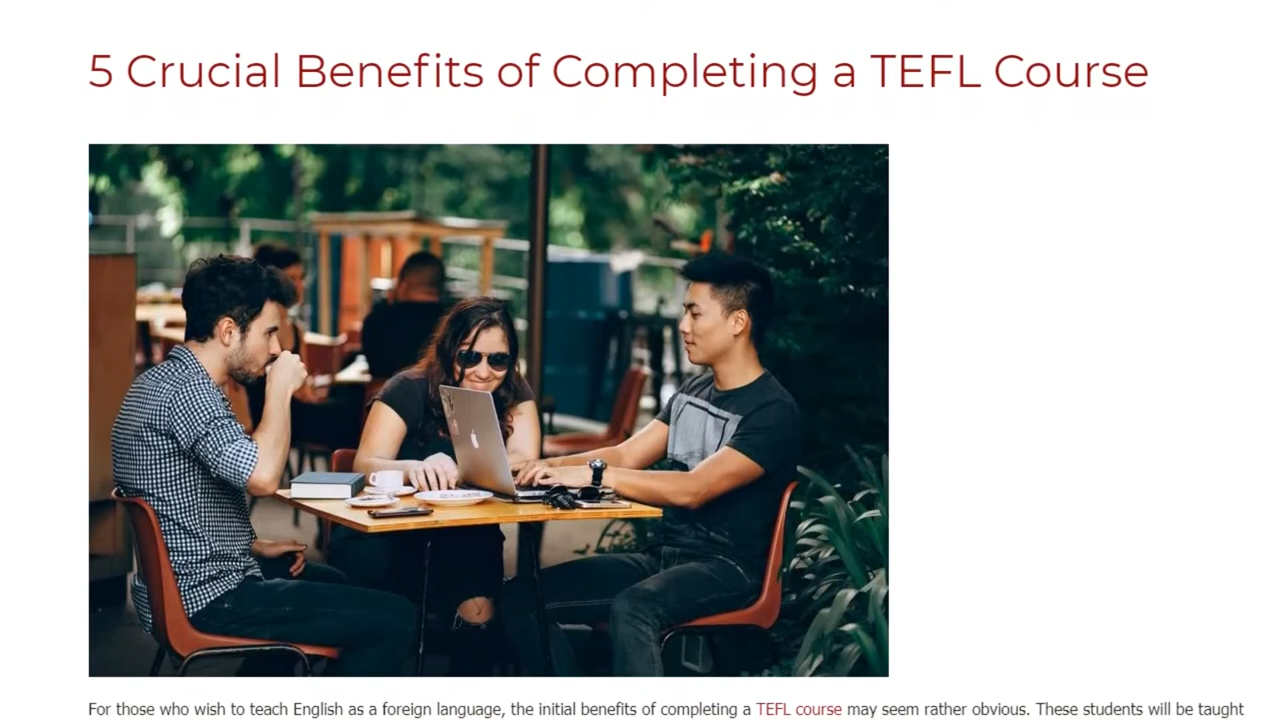 5 Crucial Benefits of Completing a TEFL Course
For those who wish to teach English as a foreign language, the initial benefits of completing a TEFL course may seem rather obvious. These students will be taught